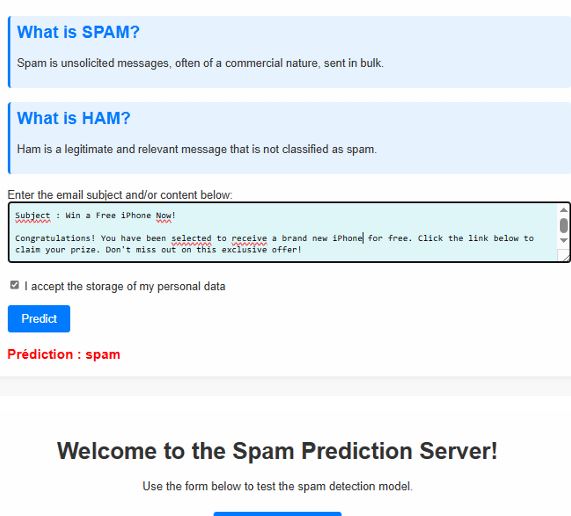 What is SPAM?
Spam is unsolicited messages, often of a commercial nature, sent in bulk.
What is HAM?
Ham is a legitimate and relevant message that is not classified as spam.
Enter the email subject and/or content below:
Subject : Win a Free iPhone Now!
Congratulations! You have been selected to receive a brand new iPhone for free. Click the link below to
claim your prize. Don't miss out on this exclusive offer!
I accept the storage of my personal data
Predict
Prédiction : spam
Welcome to the Spam Prediction Server!
Use the form below to test the spam detection model.